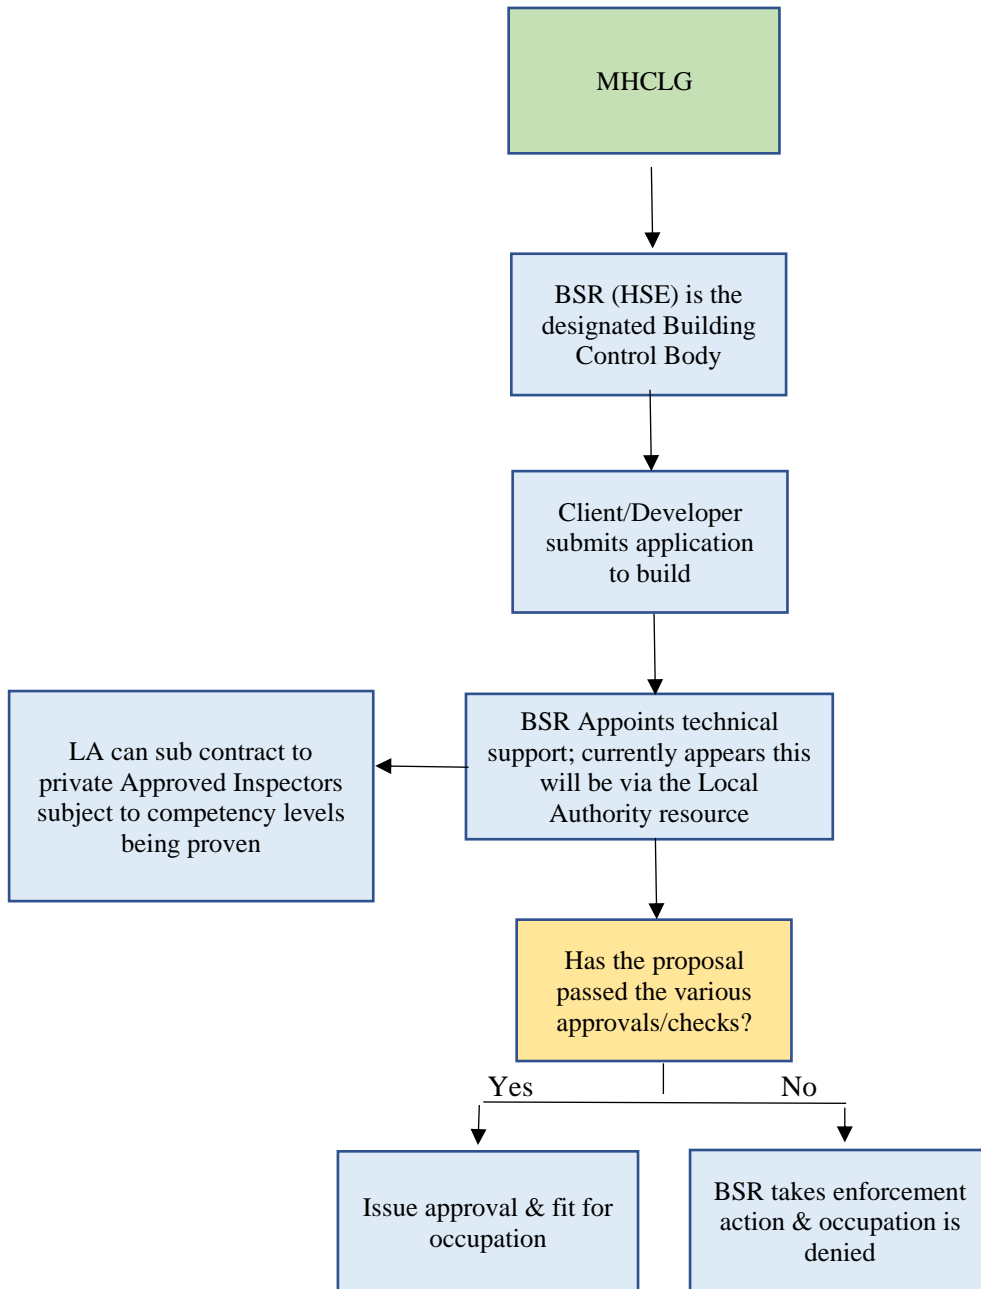 MHCLG
BSR (HSE) is the
designated Building
Control Body
Client/Developer
submits application
to build
LA can sub contract to
private Approved Inspectors
subject to competency levels
being proven
BSR Appoints technical
support; currently appears this
will be via the Local
Authority resource
Has the proposal
passed the various
approvals/checks?
Yes
No
Issue approval & fit for
occupation
BSR takes enforcement
action & occupation is
denied